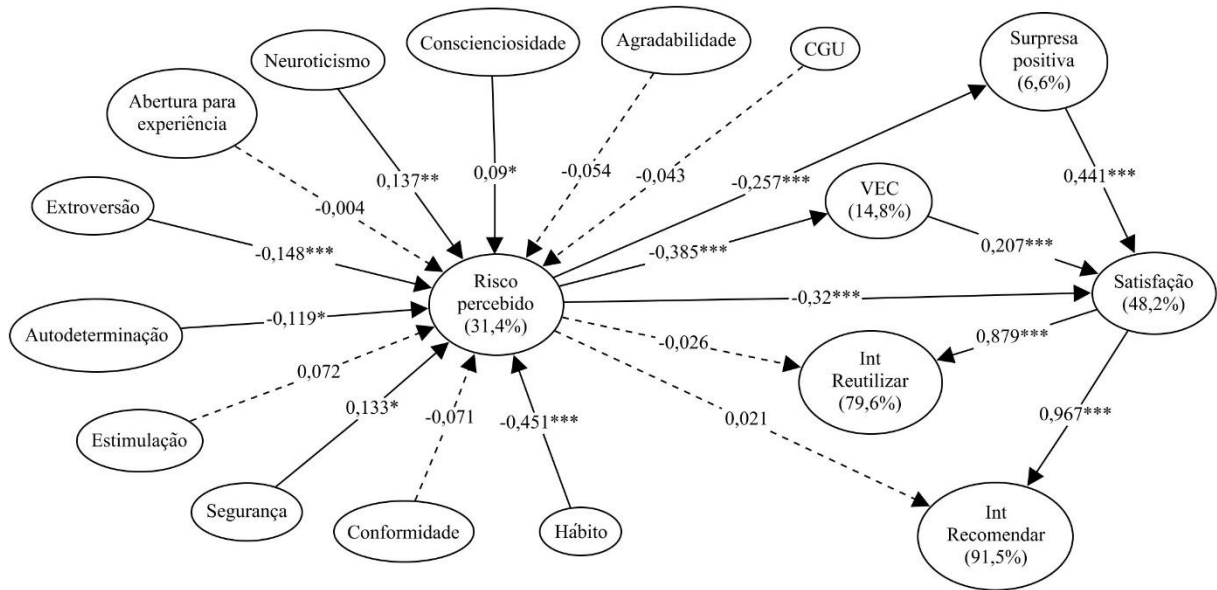 Conscienciosidade
Agradabilidade
CGU
Surpresa
positiva
(6,6%)
Neuroticismo
Abertura para
experiência
0,137**
0,09*
-0,054
-0,043
-0,257***
0,441***
VEC
(14,8%)
Extroversão
-0,004
-0,148***
-0,385***
0,207***
Risco
percebido
(31,4%)
Satisfação
(48,2%)
-0,32***
Autodeterminação
-0,119*
-0,026
0,879***
Int
Reutilizar
(79,6%)
0,072
Estimulação
0,133*
-0,071
-0,451***
0,021
0,967***
Segurança
Conformidade
Hábito
Int
Recomendar
(91,5%)